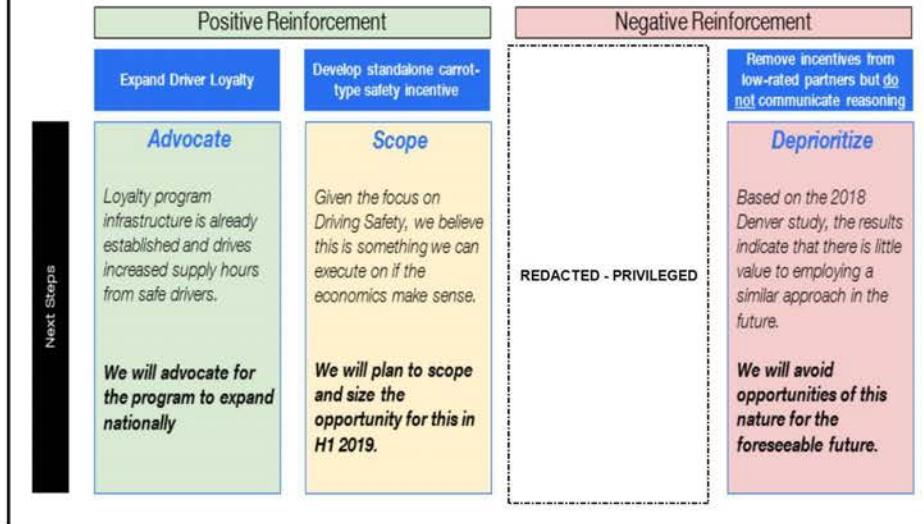 Positive Reinforcement
Negative Reinforcement
Expand Driver Loyalty
Develop standalone carrot-
type safety incentive
Remove incentives from
low-rated partners but do
not communicate reasoning
Next Steps
Advocate
Loyalty program
infrastructure is already
established and drives
increased supply hours
from safe drivers.
We will advocate for
the program to expand
nationally
Scope
Given the focus on
Driving Safety, we believe
this is something we can
execute on if the
economics make sense.
We will plan to scope
and size the
opportunity for this in
H1 2019.
REDACTED - PRIVILEGED
Deprioritize
Based on the 2018
Denver study, the results
indicate that there is little
value to employing a
similar approach in the
future.
We will avoid
opportunities of this
nature for the
foreseeable future.